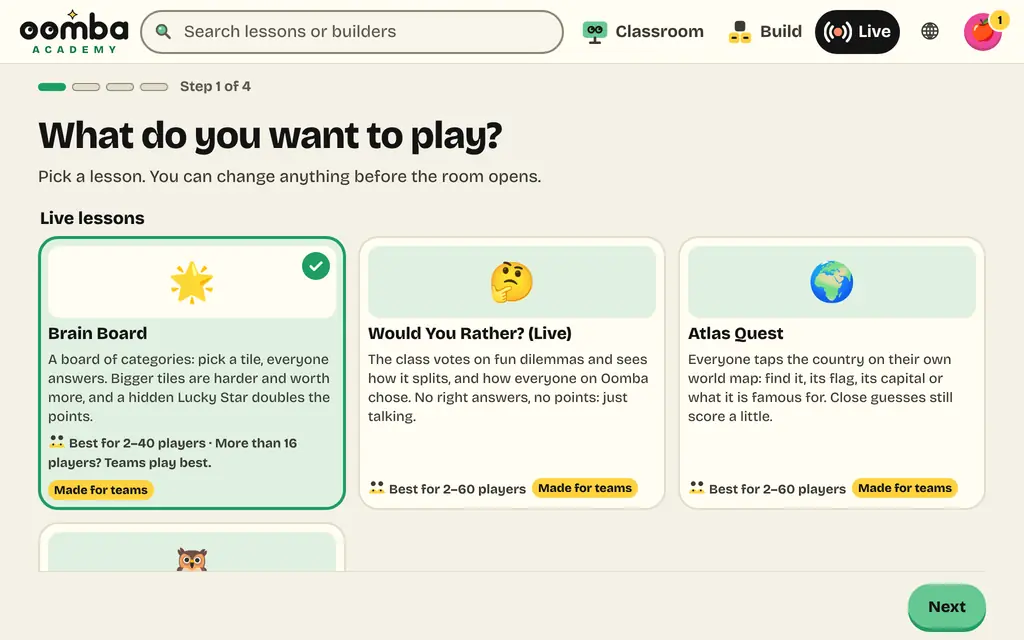 oomba
ACADEMY
Search lessons or builders
Classroom
Build
Live
1
Step 1 of 4
What do you want to play?
Pick a lesson. You can change anything before the room opens.
Live lessons
Brain Board
A board of categories: pick a tile, everyone
answers. Bigger tiles are harder and worth
more, and a hidden Lucky Star doubles the
points.
Best for 2–40 players · More than 16
players? Teams play best.
Made for teams
Would You Rather? (Live)
The class votes on fun dilemmas and sees
how it splits, and how everyone on Oomba
chose. No right answers, no points: just
talking.
Best for 2–60 players
Made for teams
Atlas Quest
Everyone taps the country on their own
world map: find it, its flag, its capital or
what it is famous for. Close guesses still
score a little.
Best for 2–60 players
Made for teams
Next